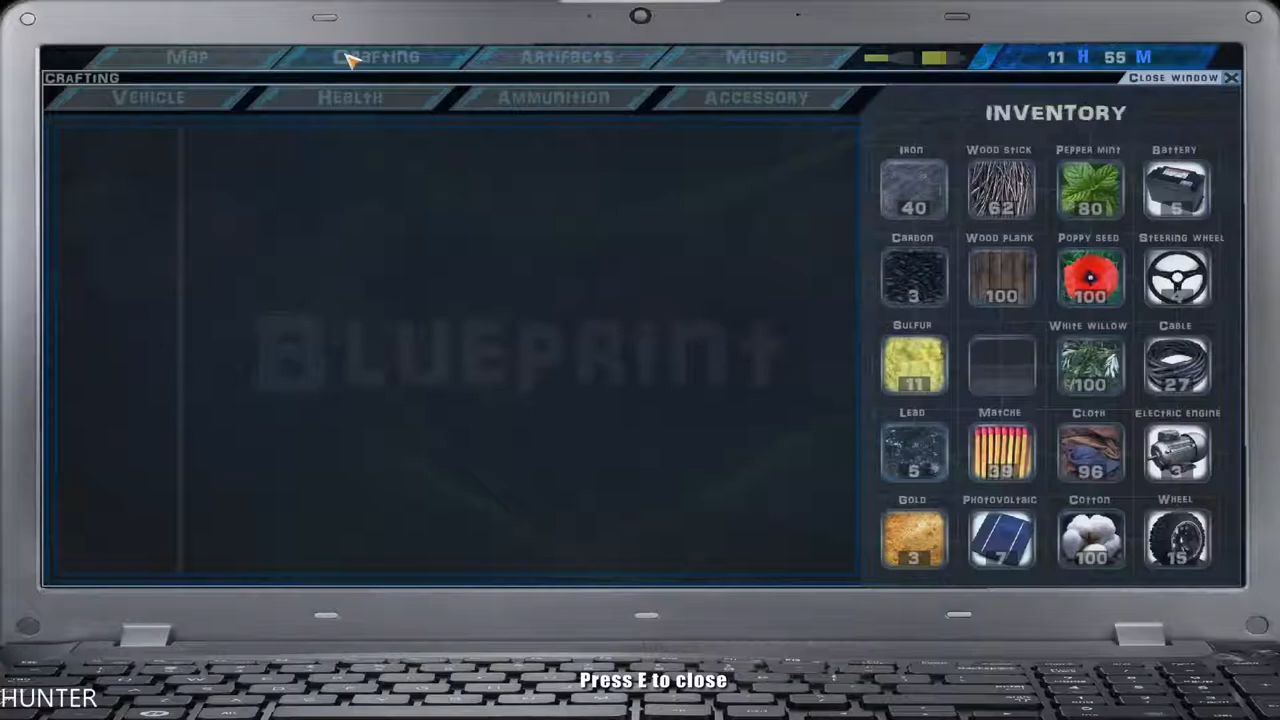 Map Crafting Artifacts Music 11 H 55 M
Crafting Close Window
Vehicle Health Ammunition Accessory
Inventory
Iron Wood Stick Pepper Mint Battery
40 62 80 5
Carbon Wood Plank Poppy Seed Steering Wheel
3 100 100 4
Sulfur White Willow Cable
11 100 27
Lead Matche Cloth Electric Engine
5 39 96 3
Gold Photovoltaic Cotton Wheel
3 7 100 15
Blueprint
Press E to close
HUNTER